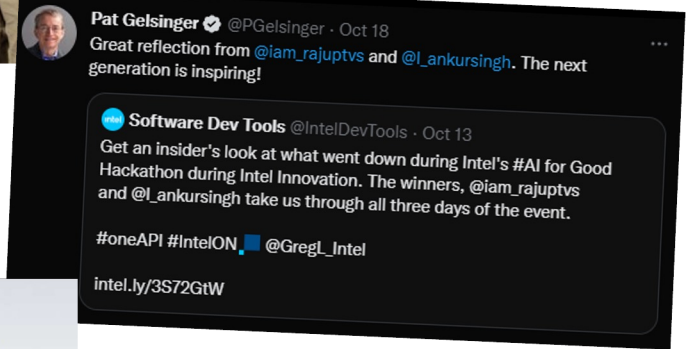 Pat Gelsinger @PGelsinger · Oct 18
Great reflection from @iam_rajuptvs and @I_ankursingh. The next
generation is inspiring!
intel Software Dev Tools @IntelDevTools · Oct 13
Get an insider's look at what went down during Intel's #AI for Good
Hackathon during Intel Innovation. The winners, @iam_rajuptvs
and @I_ankursingh take us through all three days of the event.
#oneAPI #IntelON @GregL_Intel
intel.ly/3S72GtW